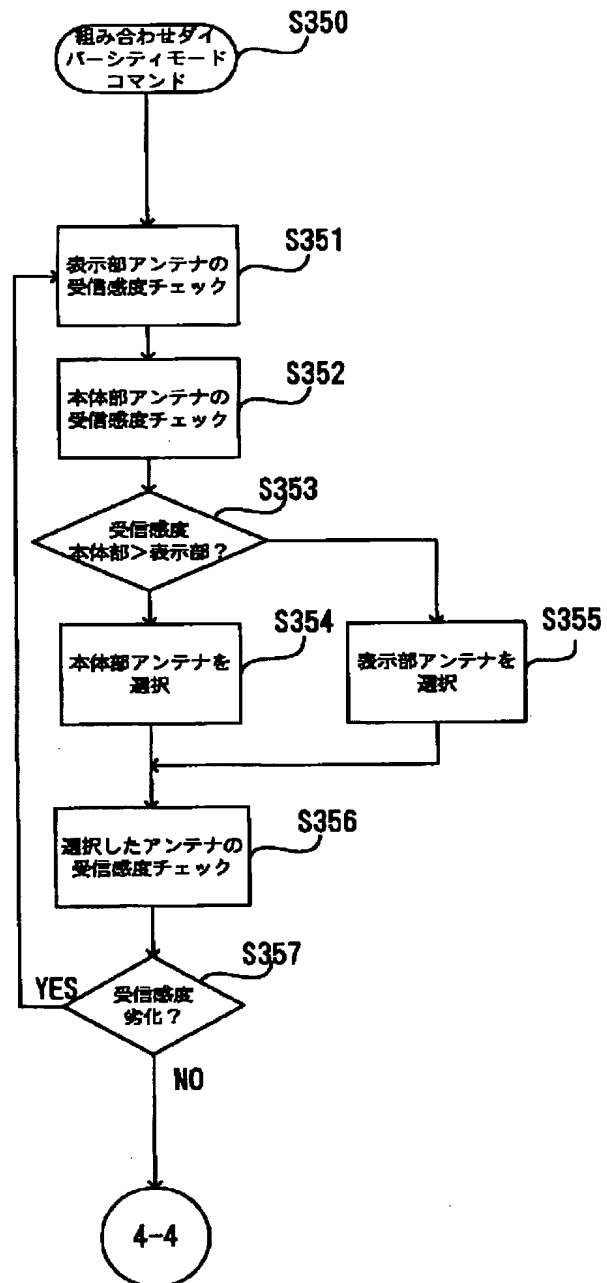 組み合わせダイ
バーシティモード
コマンド
S350
表示部アンテナの
受信感度チェック
S351
本体部アンテナの
受信感度チェック
S352
受信感度
本体部＞表示部？
S353
本体部アンテナを
選択
S354
表示部アンテナを
選択
S355
選択したアンテナの
受信感度チェック
S356
受信感度
劣化？
S357
YES
NO
4-4